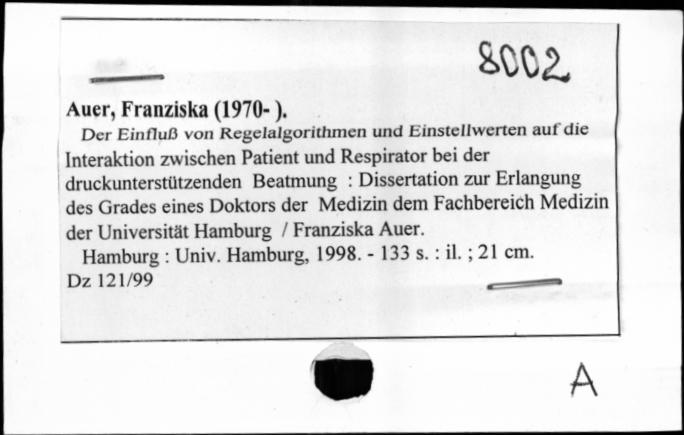 8002
Auer, Franziska (1970- ).
Der Einfluß von Regelalgorithmen und Einstellwerten auf die
Interaktion zwischen Patient und Respirator bei der
druckunterstützenden Beatmung : Dissertation zur Erlangung
des Grades eines Doktors der Medizin dem Fachbereich Medizin
der Universität Hamburg / Franziska Auer.
Hamburg : Univ. Hamburg, 1998. - 133 s. : il. ; 21 cm.
Dz 121/99
A